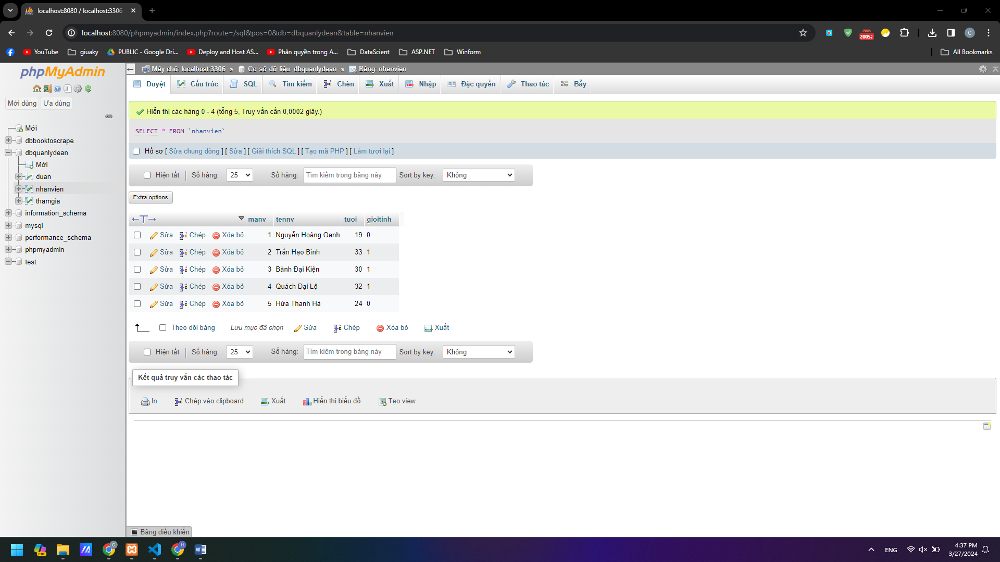 localhost:8080 / localhost:3306
localhost:8080/phpmyadmin/index.php?route=/sql&pos=0&db=dbquanlydean&table=nhanvien
20052
C
YouTube giuaky PUBLIC - Google Dri... Deploy and Host AS... Phân quyền trong A... DataScient ASP.NET Winform All Bookmarks
phpMyAdmin
Mới dùng Ưa dùng
Mới
dbbooktoscrape
dbquanlydean
Mới
duan
nhanvien
thamgia
information_schema
mysql
performance_schema
phpmyadmin
test
Máy chủ: localhost:3306 » Cơ sở dữ liệu: dbquanlydean » Bảng: nhanvien
Duyệt Cấu trúc SQL Tìm kiếm Chèn Xuất Nhập Đặc quyền Thao tác Bẫy
Hiển thị các hàng 0 - 4 (tổng 5, Truy vấn cần 0,0002 giây.)
SELECT * FROM `nhanvien`
Hồ sơ [ Sửa chung dòng ] [ Sửa ] [ Giải thích SQL ] [ Tạo mã PHP ] [ Làm tươi lại ]
Hiện tất Số hàng: 25 Số hàng: Tìm kiếm trong bảng này Sort by key: Không
Extra options
←T→ manv tennv tuoi gioitinh
Sửa Chép Xóa bỏ 1 Nguyễn Hoàng Oanh 19 0
Sửa Chép Xóa bỏ 2 Trần Hạo Bình 33 1
Sửa Chép Xóa bỏ 3 Bành Đại Kiện 30 1
Sửa Chép Xóa bỏ 4 Quách Đại Lộ 32 1
Sửa Chép Xóa bỏ 5 Hứa Thanh Hà 24 0
Theo dõi bảng Lưu mục đã chọn Sửa Chép Xóa bỏ Xuất
Hiện tất Số hàng: 25 Số hàng: Tìm kiếm trong bảng này Sort by key: Không
Kết quả truy vấn các thao tác
In Chép vào clipboard Xuất Hiển thị biểu đồ Tạo view
Bảng điều khiển
PRE C H ENG
4:37 PM
3/27/2024